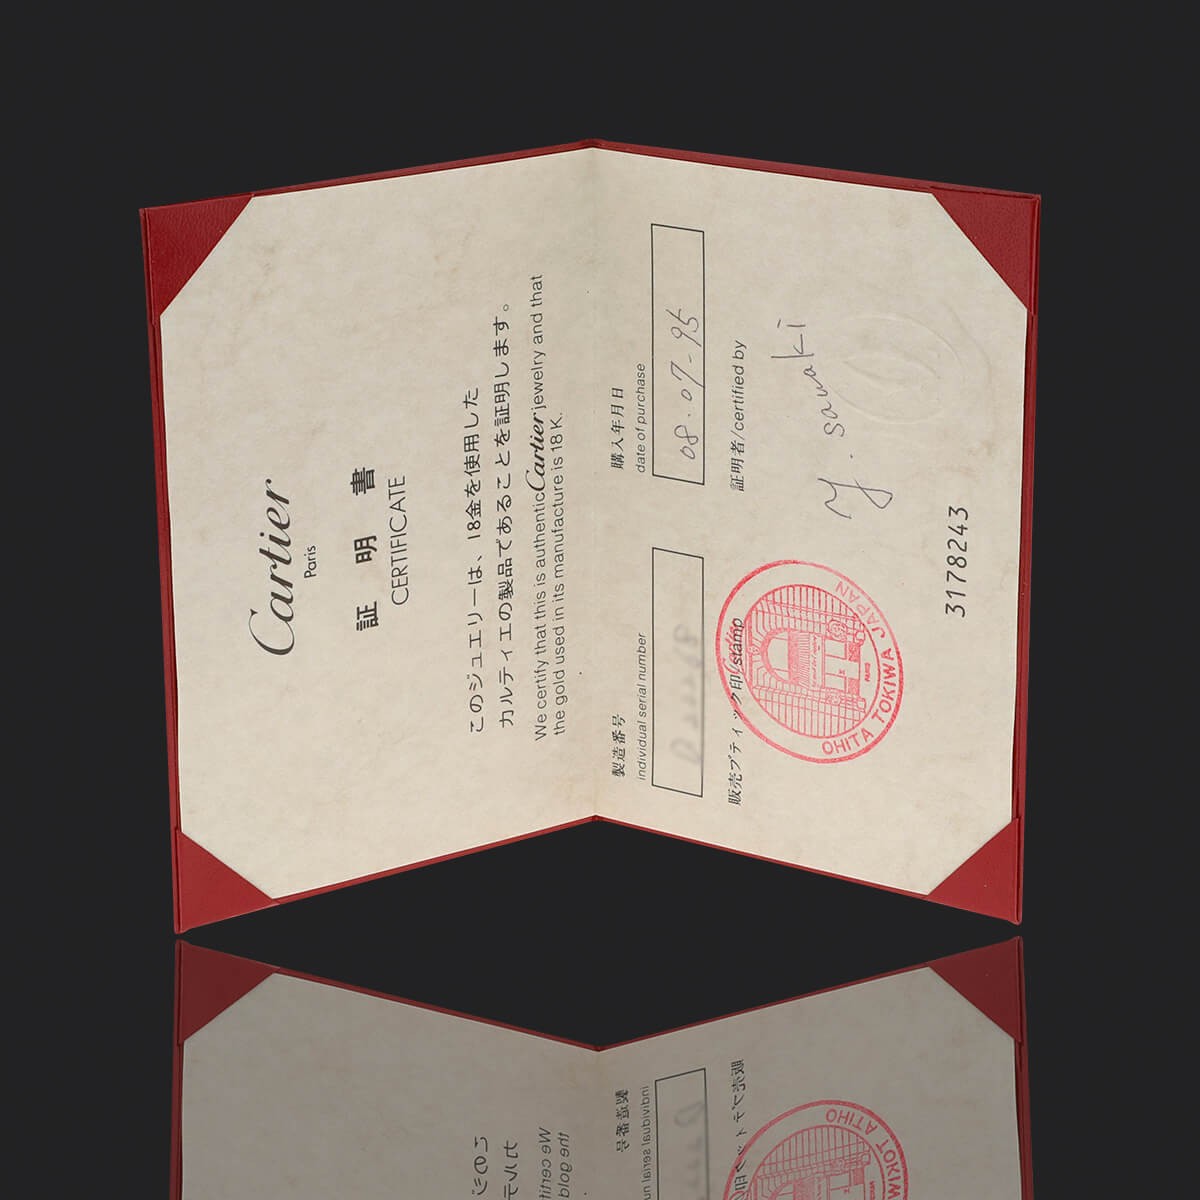 Cartier
Paris
証明書
CERTIFICATE
このジュエリーは、18金を使用した
カルティエの製品であることを証明します。
We certify that this is authentic Cartier jewelry and that
the gold used in its manufacture is 18K.
製造番号
individual serial number
購入年月日
date of purchase
08.07-95
販売ブティック印/stamp
OHITA TOKIWA JAPAN
PARIS
証明者/certified by
Y. sawaki
3178243